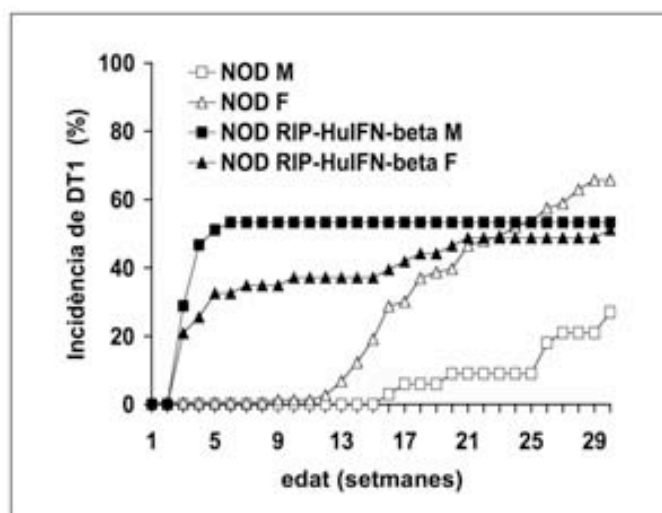 100
80
60
40
20
0
Incidència de DT1 (%)
NOD M
NOD F
NOD RIP-HuIFN-beta M
NOD RIP-HuIFN-beta F
1 5 9 13 17 21 25 29
edat (setmanes)